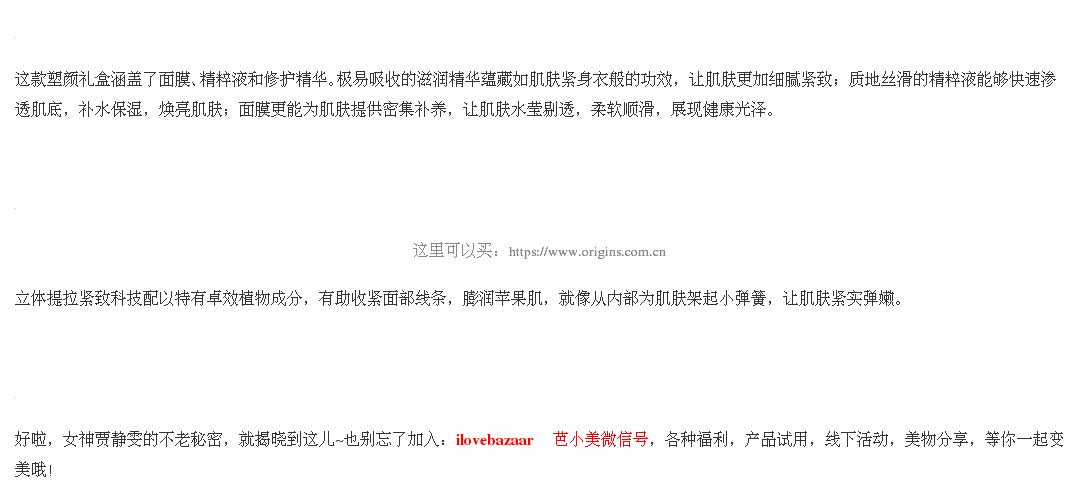 这款塑颜礼盒涵盖了面膜、精粹液和修护精华。极易吸收的滋润精华蕴藏如肌肤紧身衣般的功效，让肌肤更加细腻紧致；质地丝滑的精粹液能够快速渗
透肌底，补水保湿，焕亮肌肤；面膜更能为肌肤提供密集补养，让肌肤水莹剔透，柔软顺滑，展现健康光泽。
这里可以买：https://www.origins.com.cn
立体提拉紧致科技配以特有卓效植物成分，有助收紧面部线条，膨润苹果肌，就像从内部为肌肤架起小弹簧，让肌肤紧实弹嫩。
好啦，女神贾静雯的不老秘密，就揭晓到这儿~也别忘了加入：ilovebazaar 芭小美微信号，各种福利，产品试用，线下活动，美物分享，等你一起变
美哦!